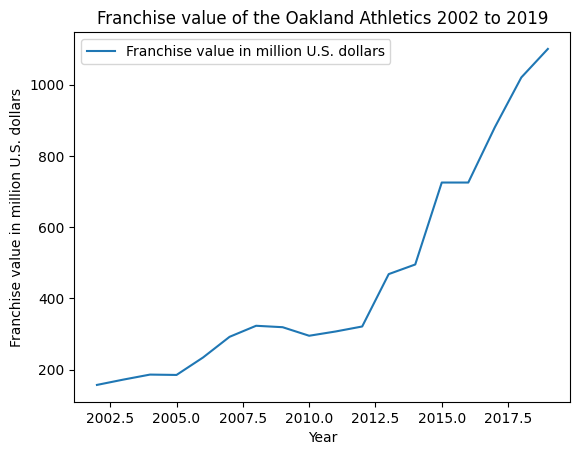 Franchise value of the Oakland Athletics 2002 to 2019
Franchise value in million U.S. dollars
Franchise value in million U.S. dollars
1000
800
600
400
200
2002.5 2005.0 2007.5 2010.0 2012.5 2015.0 2017.5
Year